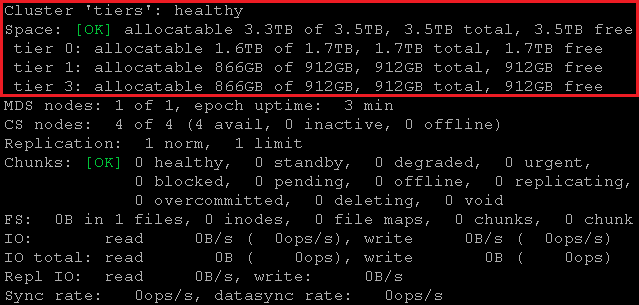 Cluster 'tiers': healthy
Space: [OK] allocatable 3.3TB of 3.5TB, 3.5TB total, 3.5TB free
tier 0: allocatable 1.6TB of 1.7TB, 1.7TB total, 1.7TB free
tier 1: allocatable 866GB of 912GB, 912GB total, 912GB free
tier 3: allocatable 866GB of 912GB, 912GB total, 912GB free
MDS nodes: 1 of 1, epoch uptime: 3 min
CS nodes: 4 of 4 (4 avail, 0 inactive, 0 offline)
Replication: 1 norm, 1 limit
Chunks: [OK] 0 healthy, 0 standby, 0 degraded, 0 urgent,
0 blocked, 0 pending, 0 offline, 0 replicating,
0 overcommitted, 0 deleting, 0 void
FS: 0B in 1 files, 0 inodes, 0 file maps, 0 chunks, 0 chunk
IO: read 0B/s ( 0ops/s), write 0B/s ( 0ops/s)
IO total: read 0B ( 0ops), write 0B ( 0ops)
Repl IO: read 0B/s, write: 0B/s
Sync rate: 0ops/s, datasync rate: 0ops/s